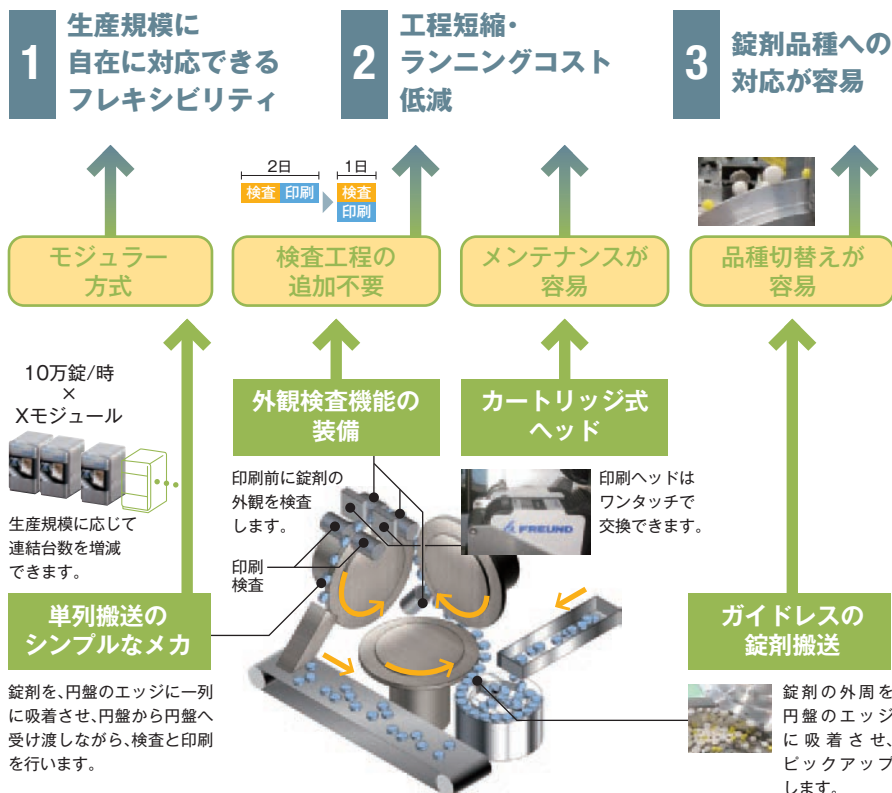 1
生産規模に
自在に対応できる
フレキシビリティ
2
工程短縮・
ランニングコスト
低減
3
錠剤品種への
対応が容易
2日
検査 印刷
1日
検査
印刷
モジュラー
方式
検査工程の
追加不要
メンテナンスが
容易
品種切替えが
容易
10万錠/時
×
Xモジュール
生産規模に応じて
連結台数を増減
できます。
外観検査機能の
装備
印刷前に錠剤の
外観を検査
します。
印刷
検査
カートリッジ式
ヘッド
FREUND
印刷ヘッドは
ワンタッチで
交換できます。
単列搬送の
シンプルなメカ
錠剤を、円盤のエッジに一列
に吸着させ、円盤から円盤へ
受け渡しながら、検査と印刷
を行います。
ガイドレスの
錠剤搬送
錠剤の外周を
円盤のエッジ
に吸着させ、
ピックアップ
します。